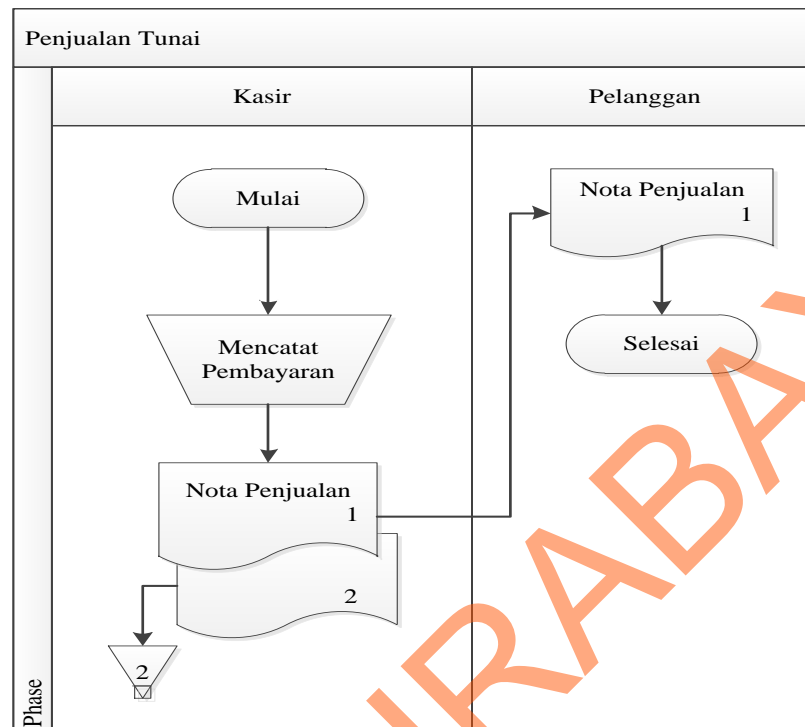 Penjualan Tunai
Kasir
Pelanggan
Mulai
Nota Penjualan
1
Mencatat
Pembayaran
Selesai
Nota Penjualan
1
2
2
Phase